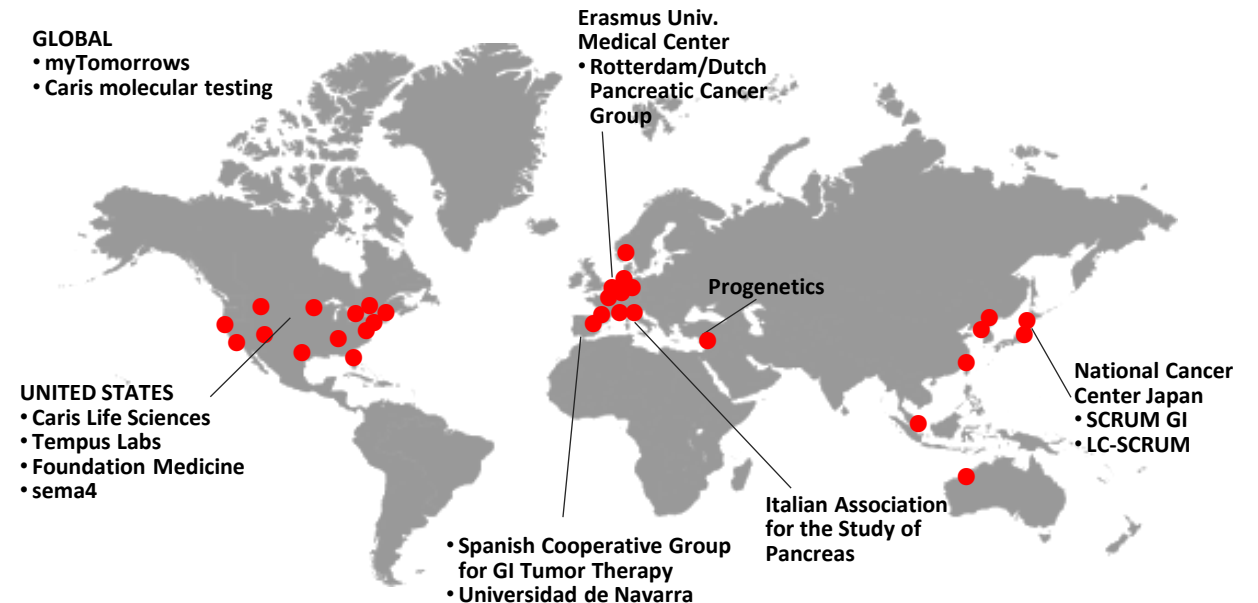 GLOBAL
• myTomorrows
• Caris molecular testing
Erasmus Univ.
Medical Center
• Rotterdam/Dutch
Pancreatic Cancer
Group
Progenetics
UNITED STATES
• Caris Life Sciences
• Tempus Labs
• Foundation Medicine
• sema4
National Cancer
Center Japan
• SCRUM GI
• LC-SCRUM
Italian Association
for the Study of
Pancreas
• Spanish Cooperative Group
for GI Tumor Therapy
• Universidad de Navarra